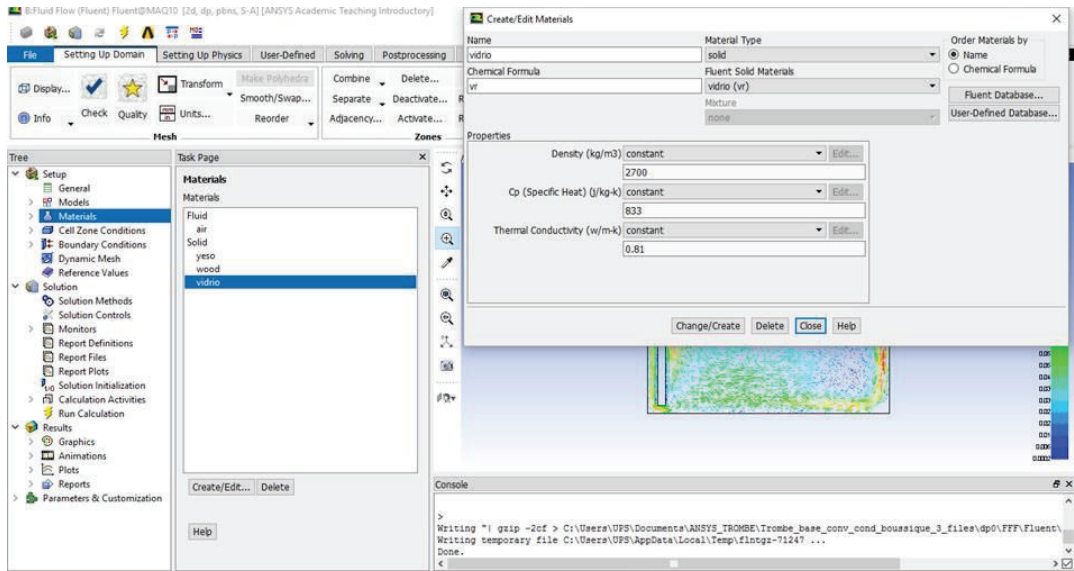 B:Fluid Flow (Fluent) Fluent@MAQ10 [2d, dp, pbns, S-A] [ANSYS Academic Teaching Introductory]
File
Setting Up Domain
Setting Up Physics
User-Defined
Solving
Postprocessing
Display...
Info
Check
Quality
Transform
Units...
Make Polyhedra
Smooth/Swap...
Reorder
Mesh
Combine
Delete...
Separate
Deactivate...
Adjacency...
Activate...
Zones
Tree
Setup
General
Models
Materials
Cell Zone Conditions
Boundary Conditions
Dynamic Mesh
Reference Values
Solution
Solution Methods
Solution Controls
Monitors
Report Definitions
Report Files
Report Plots
Solution Initialization
Calculation Activities
Run Calculation
Results
Graphics
Animations
Plots
Reports
Parameters & Customization
Task Page
Materials
Materials
Fluid
air
Solid
yeso
wood
vidrio
Create/Edit...
Delete
Help
Create/Edit Materials
Name
vidrio
Chemical Formula
vr
Material Type
solid
Fluent Solid Materials
vidrio (vr)
Mixture
none
Order Materials by
Name
Chemical Formula
Fluent Database...
User-Defined Database...
Properties
Density (kg/m3) constant Edit...
2700
Cp (Specific Heat) (j/kg-k) constant Edit...
833
Thermal Conductivity (w/m-k) constant Edit...
0.81
Change/Create
Delete
Close
Help
Console
>
Writing "| gzip -2cf > C:\Users\UPS\Documents\ANSYS_TROMBE\Trombe_base_conv_cond_boussique_3_files\dp0\FFF\Fluent\
Writing temporary file C:\Users\UPS\AppData\Local\Temp\flntgz-71247 ...
Done.